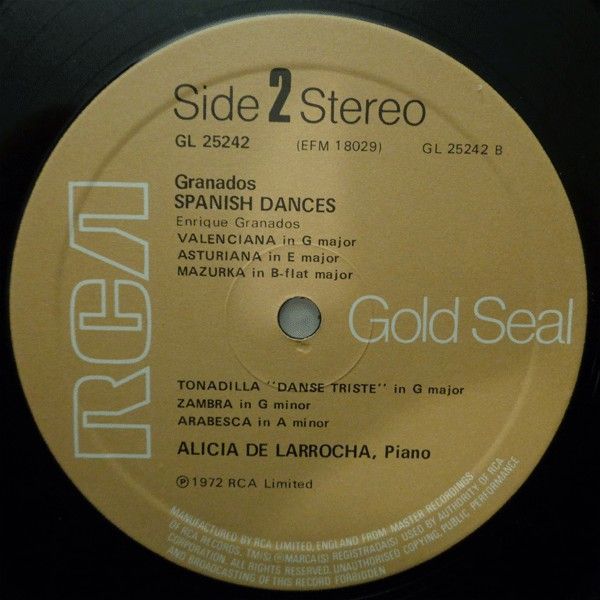 Side 2 Stereo
GL 25242 (EFM 18029) GL 25242 B
Granados
SPANISH DANCES
Enrique Granados
VALENCIANA in G major
ASTURIANA in E major
MAZURKA in B-flat major
RCA
Gold Seal
TONADILLA "DANSE TRISTE" in G major
ZAMBRA in G minor
ARABESCA in A minor
ALICIA DE LARROCHA, Piano
℗1972 RCA Limited
MANUFACTURED BY RCA LIMITED, ENGLAND FROM MASTER RECORDINGS
OF RCA RECORDS. TM(S) ® MARCA(S) REGISTRADA(S) USED BY AUTHORITY OF RCA
CORPORATION. ALL RIGHTS RESERVED. UNAUTHORISED COPYING, PUBLIC PERFORMANCE
AND BROADCASTING OF THIS RECORD FORBIDDEN